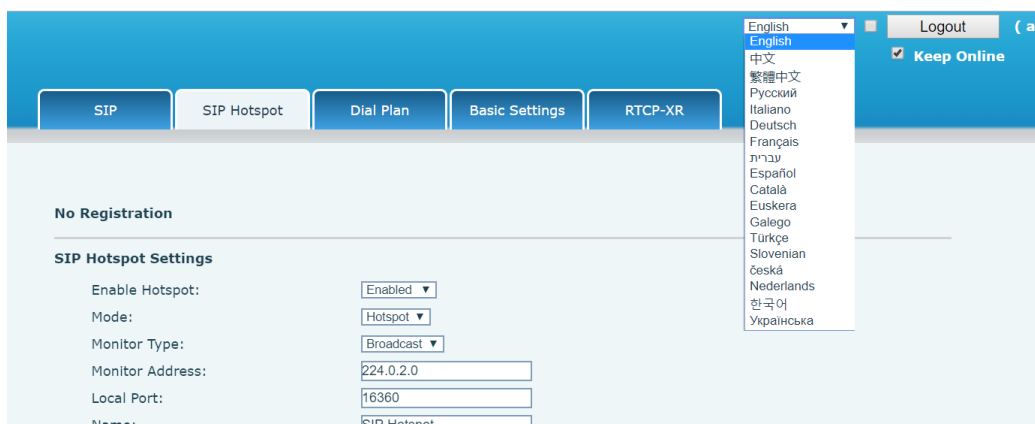 English
Logout
( a
English
中文
繁體中文
Русский
Italiano
Deutsch
Français
עברית
Español
Català
Euskera
Galego
Türkçe
Slovenian
česká
Nederlands
한국어
Українська
Keep Online
SIP
SIP Hotspot
Dial Plan
Basic Settings
RTCP-XR
No Registration
SIP Hotspot Settings
Enable Hotspot: Enabled
Mode: Hotspot
Monitor Type: Broadcast
Monitor Address: 224.0.2.0
Local Port: 16360
Name: SIP Hotspot